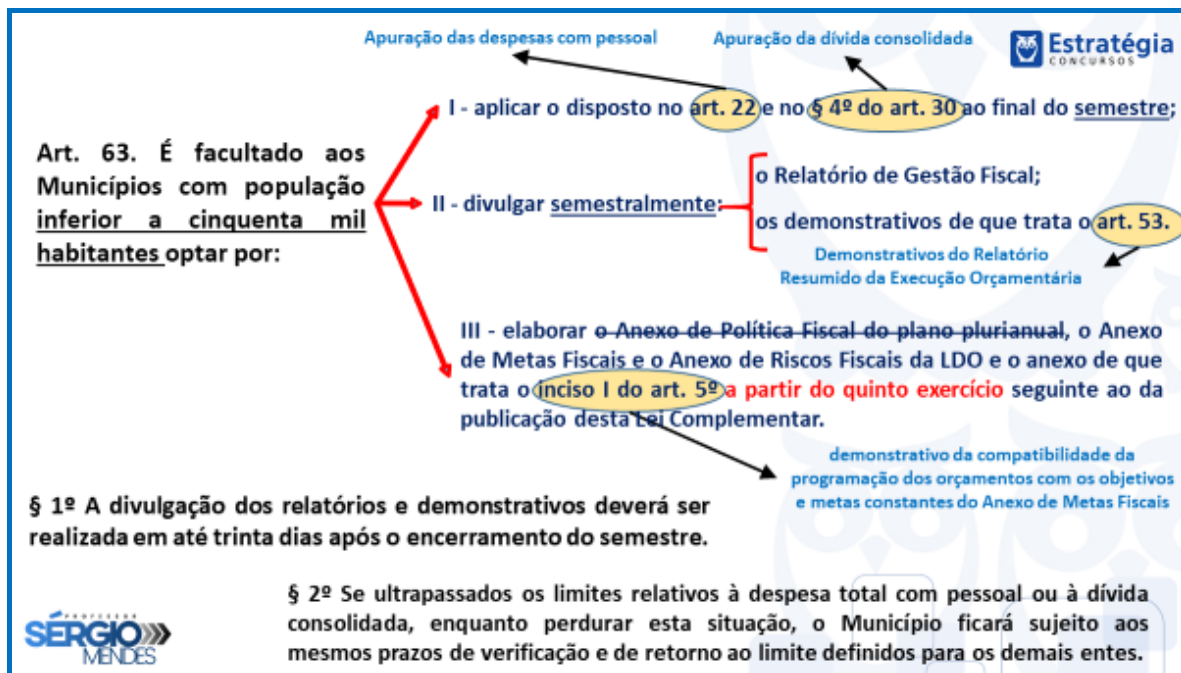 Apuração das despesas com pessoal
Apuração da dívida consolidada
Estratégia
CONCURSOS
I - aplicar o disposto no art. 22 e no § 4º do art. 30 ao final do semestre;
Art. 63. É facultado aos
Municípios com população
inferior a cinquenta mil
habitantes optar por:
II - divulgar semestralmente:
o Relatório de Gestão Fiscal;
os demonstrativos de que trata o art. 53.
Demonstrativos do Relatório
Resumido da Execução Orçamentária
III - elaborar o Anexo de Política Fiscal do plano plurianual, o Anexo
de Metas Fiscais e o Anexo de Riscos Fiscais da LDO e o anexo de que
trata o inciso I do art. 5º a partir do quinto exercício seguinte ao da
publicação desta Lei Complementar.
demonstrativo da compatibilidade da
programação dos orçamentos com os objetivos
e metas constantes do Anexo de Metas Fiscais
§ 1º A divulgação dos relatórios e demonstrativos deverá ser
realizada em até trinta dias após o encerramento do semestre.
§ 2º Se ultrapassados os limites relativos à despesa total com pessoal ou à dívida
consolidada, enquanto perdurar esta situação, o Município ficará sujeito aos
mesmos prazos de verificação e de retorno ao limite definidos para os demais entes.
PROFESSOR
SÉRGIO
MENDES